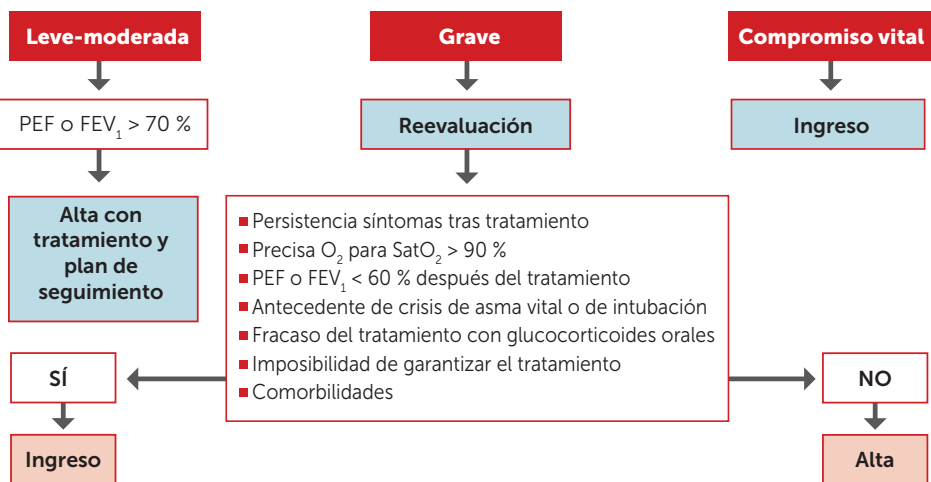 Leve-moderada
Grave
Compromiso vital
PEF o FEV₁ > 70 %
Reevaluación
Ingreso
Alta con
tratamiento y
plan de
seguimiento
■ Persistencia síntomas tras tratamiento
■ Precisa O₂ para SatO₂ > 90 %
■ PEF o FEV₁ < 60 % después del tratamiento
■ Antecedente de crisis de asma vital o de intubación
■ Fracaso del tratamiento con glucocorticoides orales
■ Imposibilidad de garantizar el tratamiento
■ Comorbilidades
SÍ
NO
Ingreso
Alta